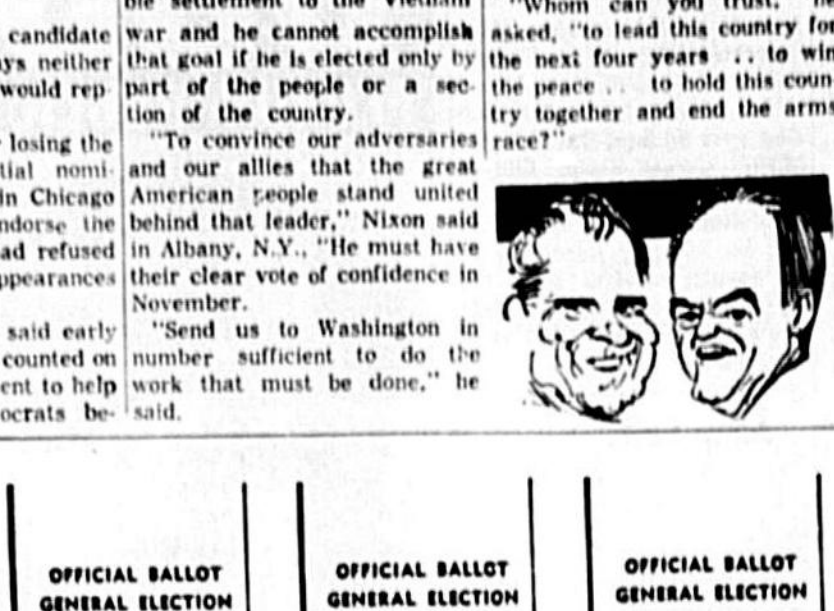 candidate
ys neither
would rep
losing the
tial nomi-
in Chicago
ndorse the
ad refused
ppearances
said early
counted on
ent to help
ocrats be-
ble settlement to the Vietnam
war and he cannot accomplish
that goal if he is elected only by
part of the people or a sec-
tion of the country.
"To convince our adversaries
and our allies that the great
American people stand united
behind that leader," Nixon said
in Albany, N.Y., "He must have
their clear vote of confidence in
November.
"Send us to Washington in
number sufficient to do the
work that must be done," he
said.
"Whom can you trust," he
asked, "to lead this country for
the next four years .. to win
the peace .. to hold this coun
try together and end the arms
race?"
OFFICIAL BALLOT
GENERAL ELECTION
OFFICIAL BALLOT
GENERAL ELECTION
OFFICIAL BALLOT
GENERAL ELECTION